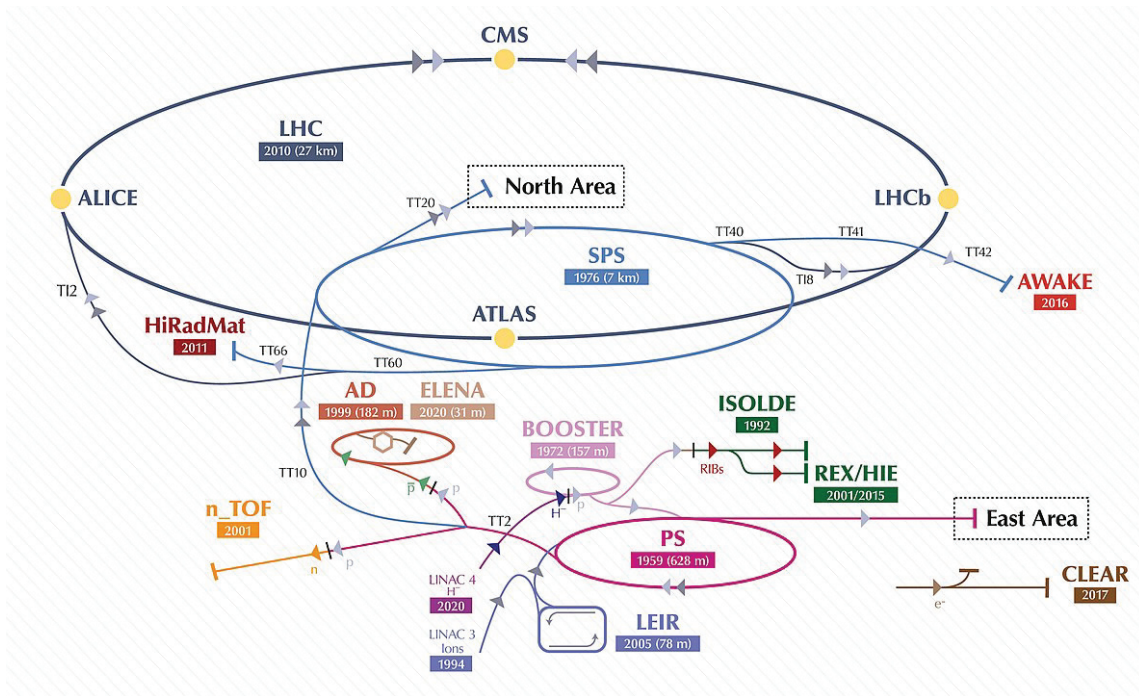 CMS
LHC
2010 (27 km)
North Area
TT20
ALICE
LHCb
TT40
TT41
TT42
SPS
1976 (7 km)
TI8
TI2
AWAKE
2016
ATLAS
HiRadMat
2011
TT66
TT60
AD
1999 (182 m)
ELENA
2020 (31 m)
ISOLDE
1992
BOOSTER
1972 (157 m)
RIBs
REX/HIE
2001/2015
TT10
p̅
p
H⁻
p
n_TOF
2001
TT2
East Area
PS
1959 (628 m)
n
p
LINAC 4
H⁻
2020
CLEAR
2017
e-
LEIR
2005 (78 m)
LINAC 3
Ions
1994